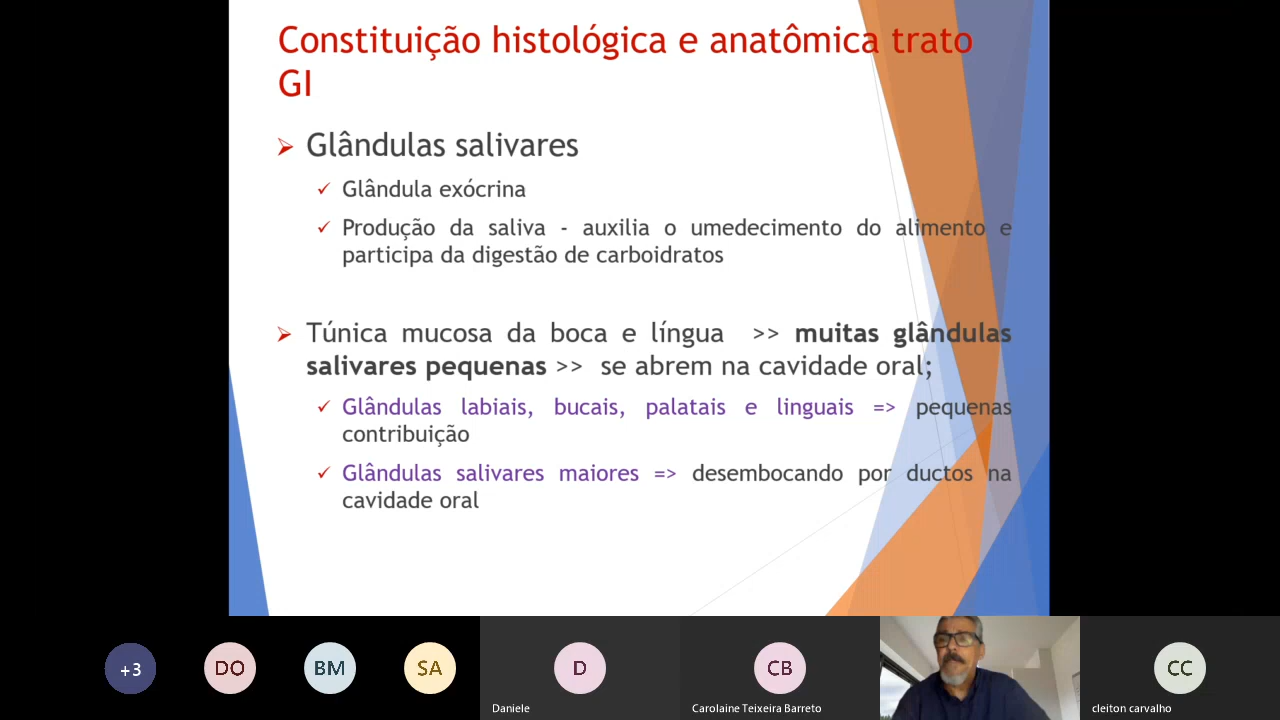 Constituição histológica e anatômica trato
GI
Glândulas salivares
Glândula exócrina
Produção da saliva - auxilia o umedecimento do alimento e
participa da digestão de carboidratos
Túnica mucosa da boca e língua >> muitas glândulas
salivares pequenas >> se abrem na cavidade oral;
Glândulas labiais, bucais, palatais e linguais => pequenas
contribuição
Glândulas salivares maiores => desembocando por ductos na
cavidade oral
+3
DO
BM
SA
D
CB
CC
Daniele
Carolaine Teixeira Barreto
cleiton carvalho